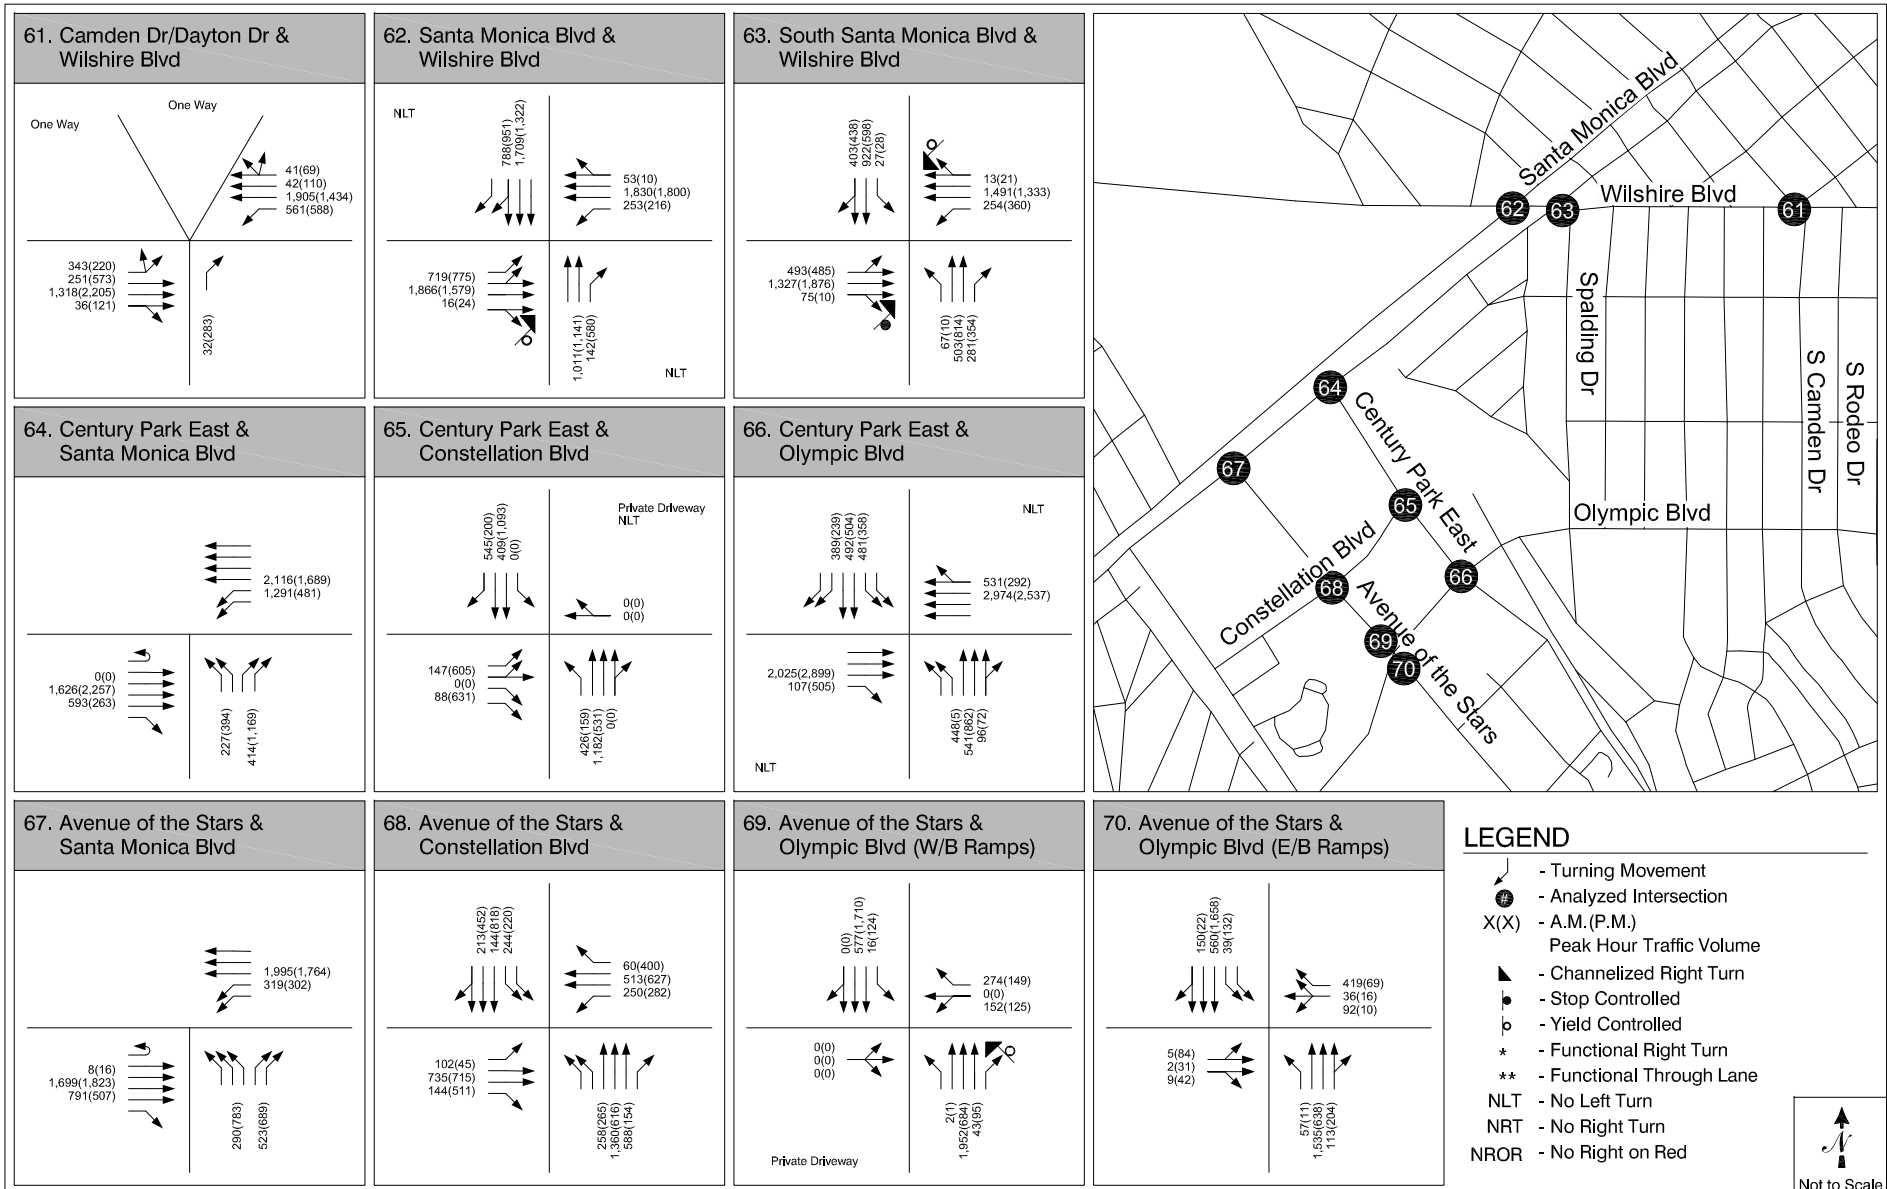 61. Camden Dr/Dayton Dr &
Wilshire Blvd
One Way
One Way
41(69)
42(110)
1,905(1,434)
561(588)
343(220)
251(573)
1,318(2,205)
36(121)
32(283)
62. Santa Monica Blvd &
Wilshire Blvd
NLT
788(951)
1,709(1,322)
53(10)
1,830(1,800)
253(216)
719(775)
1,866(1,579)
16(24)
1,011(1,141)
142(580)
NLT
63. South Santa Monica Blvd &
Wilshire Blvd
403(438)
922(598)
27(28)
13(21)
1,491(1,333)
254(360)
493(485)
1,327(1,876)
75(10)
67(10)
503(814)
281(354)
64. Century Park East &
Santa Monica Blvd
2,116(1,689)
1,291(481)
0(0)
1,626(2,257)
593(263)
227(394)
414(1,169)
65. Century Park East &
Constellation Blvd
Private Driveway
NLT
545(200)
409(1,093)
0(0)
0(0)
0(0)
147(605)
0(0)
88(631)
426(159)
1,182(531)
0(0)
66. Century Park East &
Olympic Blvd
NLT
389(239)
492(504)
481(358)
531(292)
2,974(2,537)
2,025(2,899)
107(505)
448(5)
541(862)
96(72)
NLT
67. Avenue of the Stars &
Santa Monica Blvd
1,995(1,764)
319(302)
8(16)
1,699(1,823)
791(507)
290(783)
523(689)
68. Avenue of the Stars &
Constellation Blvd
213(452)
144(818)
244(220)
60(400)
513(627)
250(282)
102(45)
735(715)
144(511)
258(265)
1,360(616)
588(154)
69. Avenue of the Stars &
Olympic Blvd (W/B Ramps)
0(0)
577(1,710)
16(124)
274(149)
0(0)
152(125)
0(0)
0(0)
0(0)
2(1)
1,952(684)
43(95)
Private Driveway
70. Avenue of the Stars &
Olympic Blvd (E/B Ramps)
150(22)
560(1,658)
39(132)
419(69)
36(16)
92(10)
5(84)
2(31)
9(42)
57(11)
1,535(638)
113(204)
Santa Monica Blvd
Wilshire Blvd
62
63
61
Spalding Dr
S Camden Dr
S Rodeo Dr
64
Century Park East
67
65
Olympic Blvd
Constellation Blvd
66
68
Avenue of the Stars
69
70
LEGEND
- Turning Movement
# - Analyzed Intersection
X(X) - A.M.(P.M.)
Peak Hour Traffic Volume
- Channelized Right Turn
- Stop Controlled
- Yield Controlled
* - Functional Right Turn
** - Functional Through Lane
NLT - No Left Turn
NRT - No Right Turn
NROR - No Right on Red
N
Not to Scale